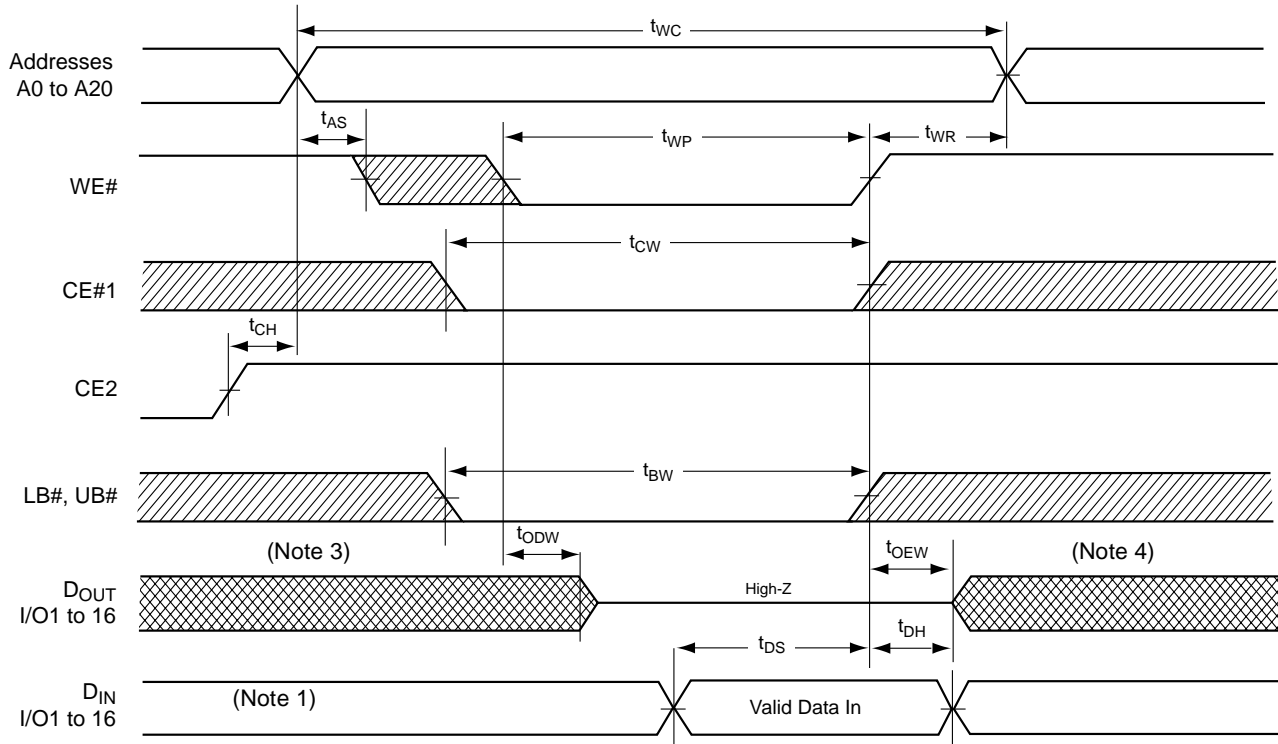 tWC
Addresses
A0 to A20
tAS
tWP
tWR
WE#
tCW
CE#1
tCH
CE2
tBW
LB#, UB#
(Note 3)
tODW
tOEW
(Note 4)
DOUT
I/O1 to 16
High-Z
tDS
tDH
DIN
I/O1 to 16
(Note 1)
Valid Data In